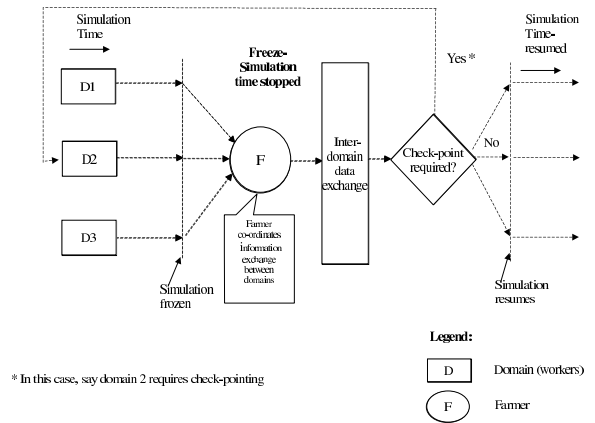 Simulation
Time
Simulation
Time-
resumed
Freeze-
Simulation
time stopped
Yes *
D1
D2
D3
F
Inter-
domain
data
exchange
Check-point
required?
No
Farmer
co-ordinates
information
exchange
between
domains
Simulation
frozen
Simulation
resumes
Legend:
D
Domain (workers)
* In this case, say domain 2 requires check-pointing
F
Farmer